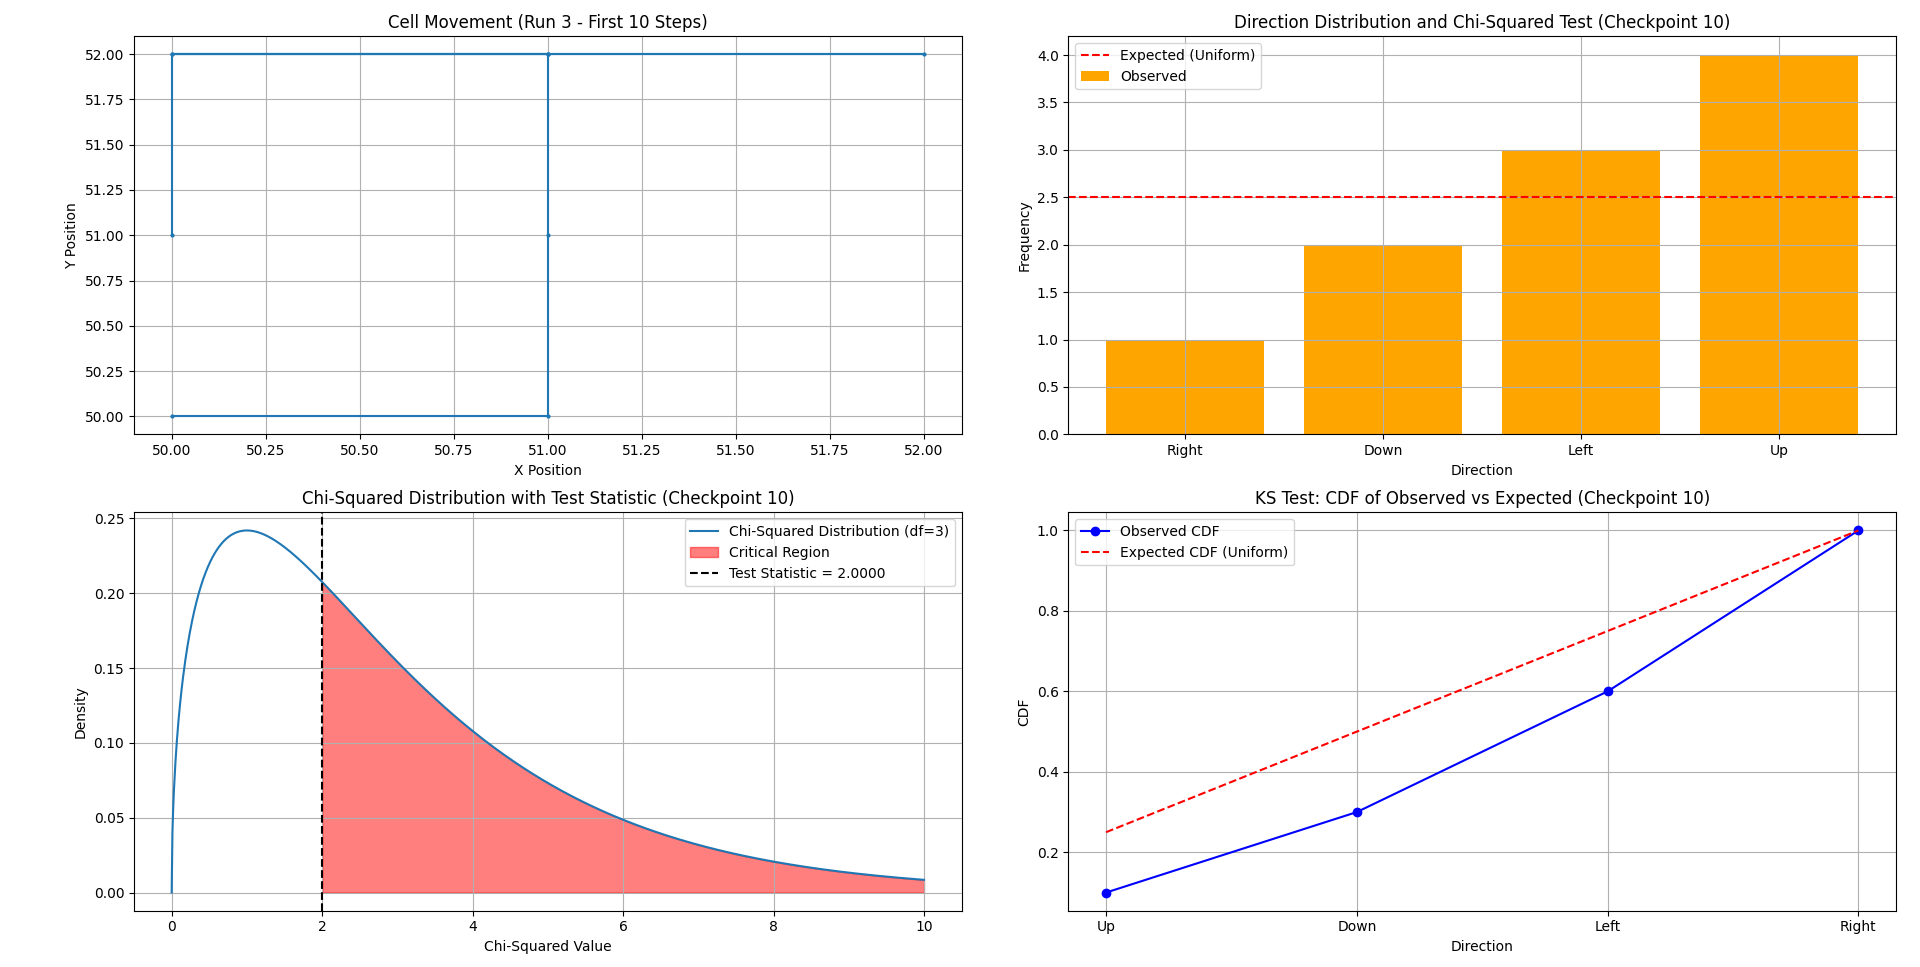 Cell Movement (Run 3 - First 10 Steps)
52.00
51.75
51.50
51.25
51.00
50.75
50.50
50.25
50.00
Y Position
50.00 50.25 50.50 50.75 51.00 51.25 51.50 51.75 52.00
X Position
Direction Distribution and Chi-Squared Test (Checkpoint 10)
Expected (Uniform)
Observed
4.0
3.5
3.0
2.5
2.0
1.5
1.0
0.5
0.0
Frequency
Right Down Left Up
Direction
Chi-Squared Distribution with Test Statistic (Checkpoint 10)
Chi-Squared Distribution (df=3)
Critical Region
Test Statistic = 2.0000
0.25
0.20
0.15
0.10
0.05
0.00
Density
0 2 4 6 8 10
Chi-Squared Value
KS Test: CDF of Observed vs Expected (Checkpoint 10)
Observed CDF
Expected CDF (Uniform)
1.0
0.8
0.6
0.4
0.2
CDF
Up Down Left Right
Direction